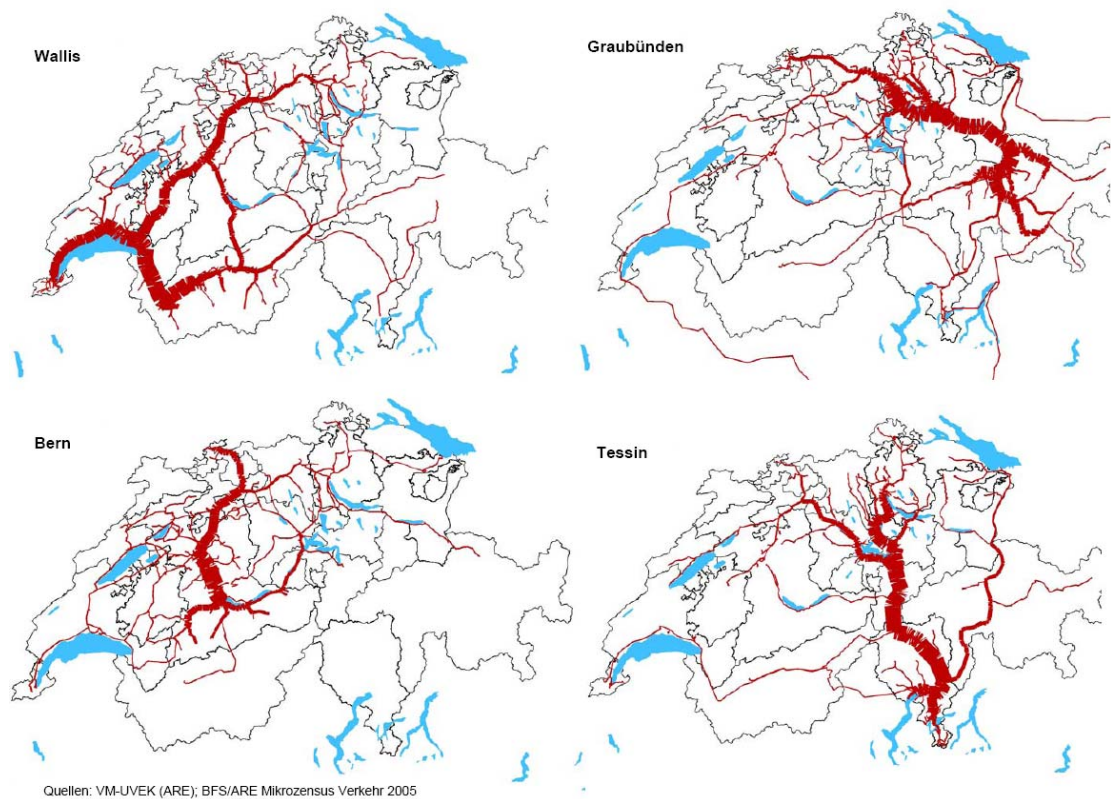 Wallis
Graubünden
Bern
Tessin
Quellen: VM-UVEK (ARE); BFS/ARE Mikrozensus Verkehr 2005